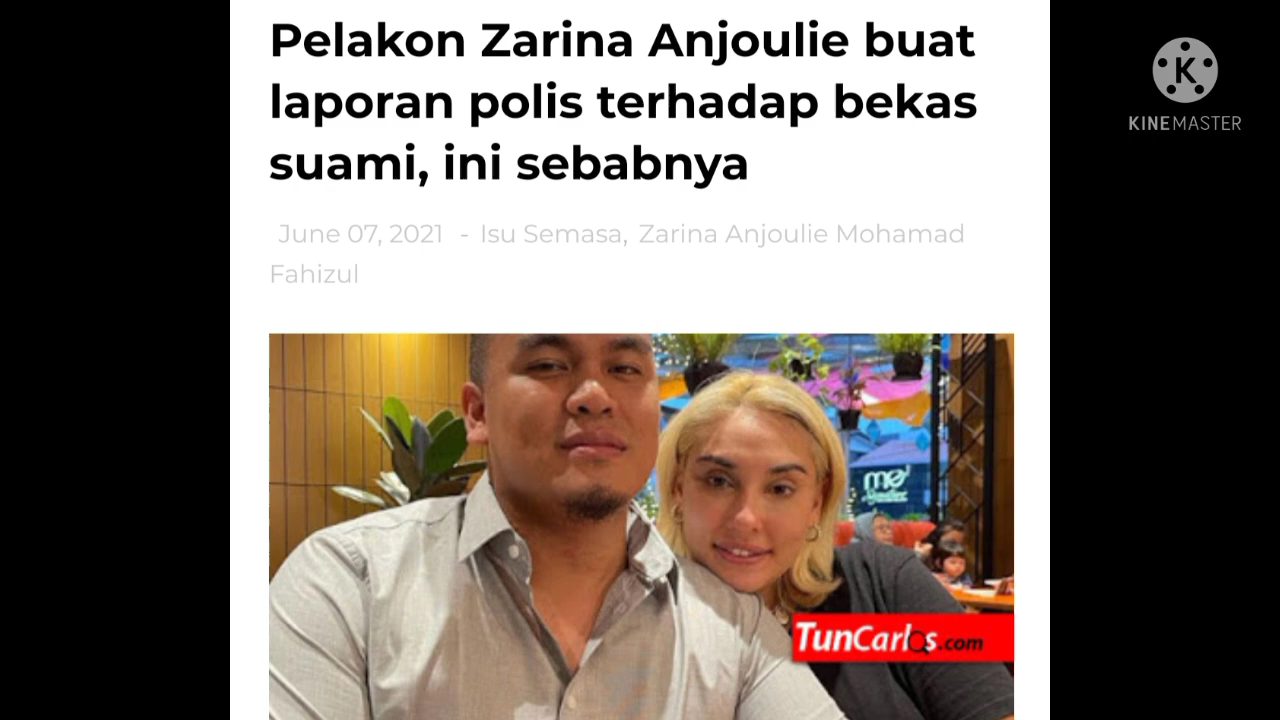 Pelakon Zarina Anjoulie buat
laporan polis terhadap bekas
suami, ini sebabnya
June 07, 2021 - Isu Semasa, Zarina Anjoulie Mohamad
Fahizul
K
KINEMASTER
me'
TunCarlos.com